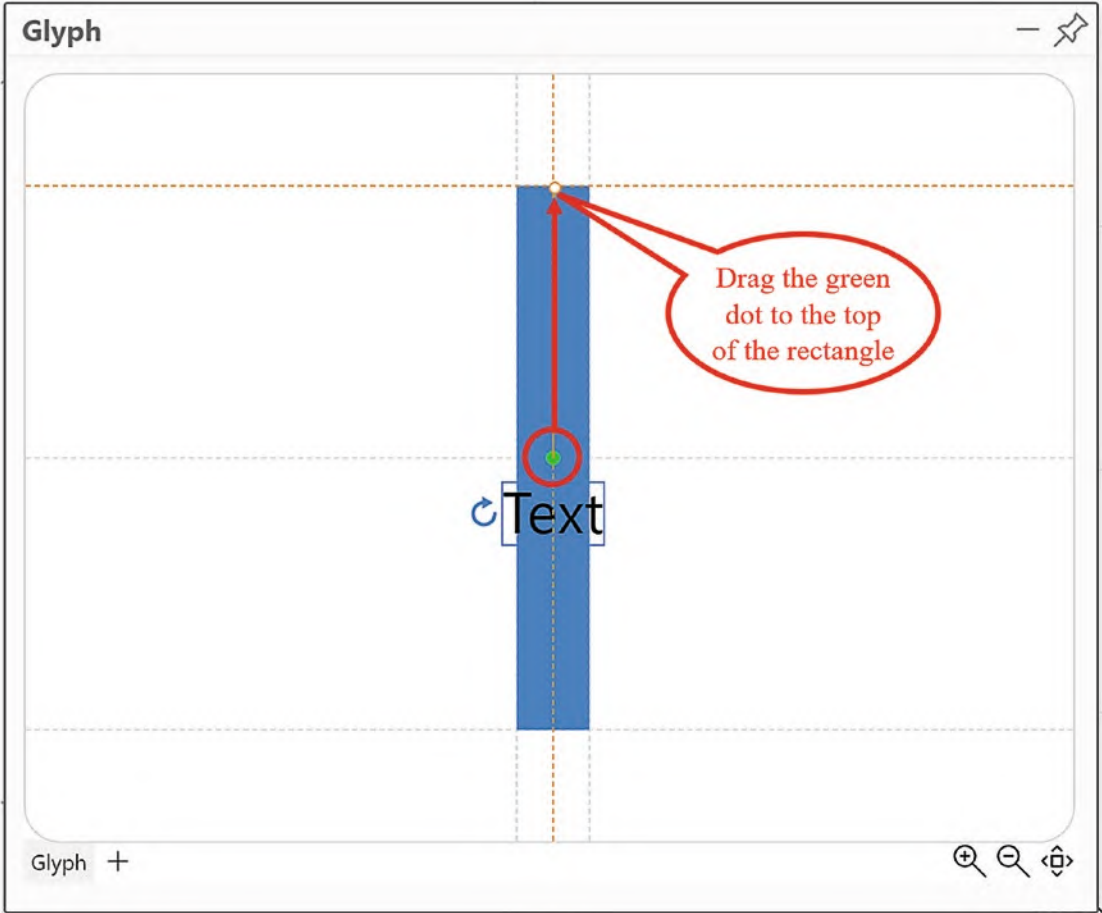 Glyph
Drag the green
dot to the top
of the rectangle
Text
Glyph +